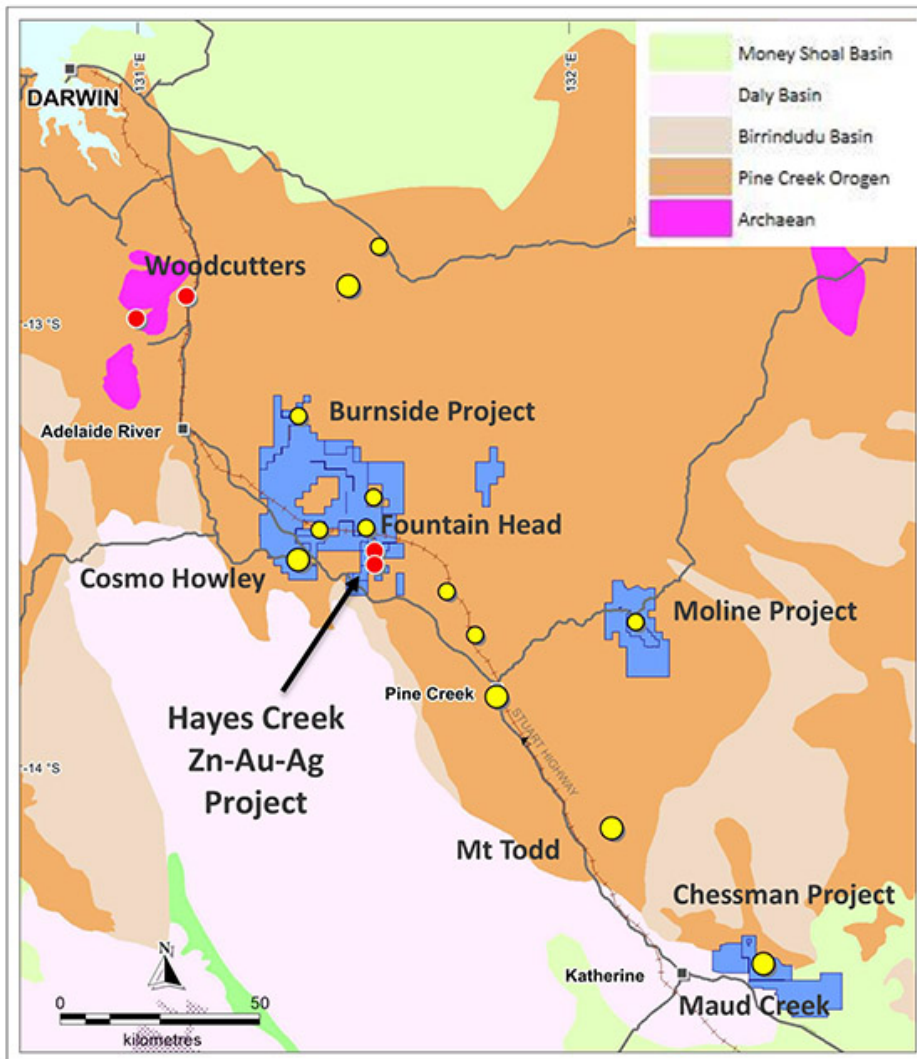 131 °E
132 °E
Money Shoal Basin
Daly Basin
Birrindudu Basin
Pine Creek Orogen
Archaean
DARWIN
Woodcutters
-13 °S
Burnside Project
Adelaide River
Fountain Head
Cosmo Howley
Moline Project
Pine Creek
Hayes Creek
Zn-Au-Ag
Project
STUART HIGHWAY
-14 °S
Mt Todd
Chessman Project
N
Katherine
Maud Creek
0 50
kilometres